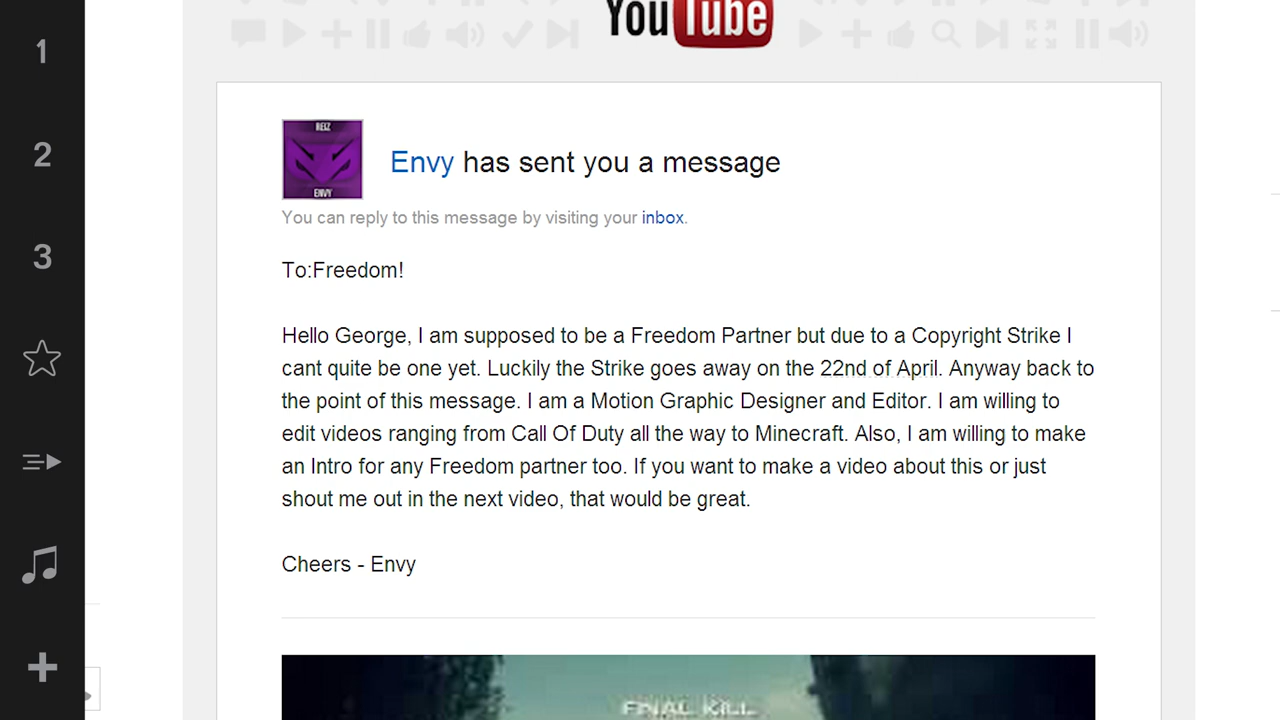 YouTube
1
2
3
REIZ
ENVY
Envy has sent you a message
You can reply to this message by visiting your inbox.
To:Freedom!
Hello George, I am supposed to be a Freedom Partner but due to a Copyright Strike I
cant quite be one yet. Luckily the Strike goes away on the 22nd of April. Anyway back to
the point of this message. I am a Motion Graphic Designer and Editor. I am willing to
edit videos ranging from Call Of Duty all the way to Minecraft. Also, I am willing to make
an Intro for any Freedom partner too. If you want to make a video about this or just
shout me out in the next video, that would be great.
Cheers - Envy
FINAL KILL